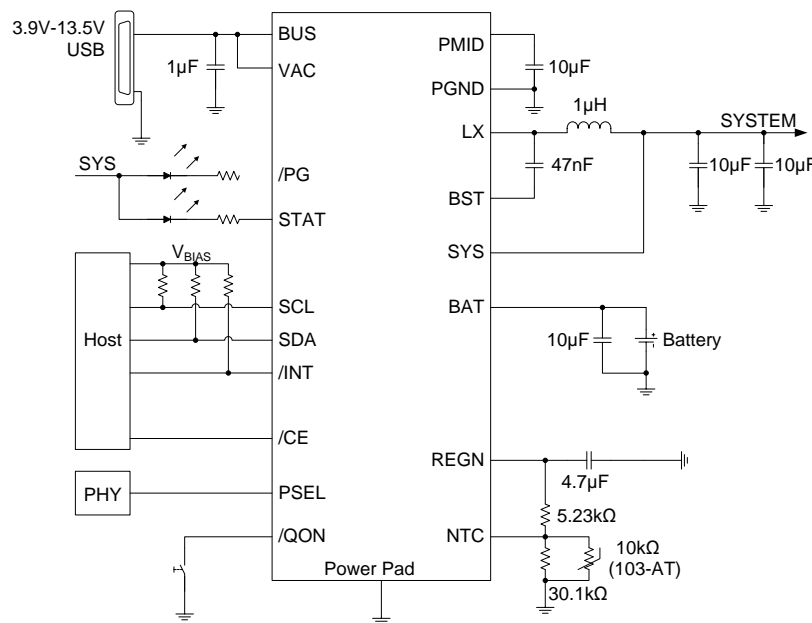 3.9V-13.5V
USB
1µF
BUS
VAC
PMID
10µF
PGND
1µH
LX
SYSTEM
47nF
10µF
10µF
BST
SYS
/PG
STAT
SYS
VBIAS
Host
SCL
SDA
/INT
/CE
BAT
10µF
Battery
PHY
PSEL
REGN
4.7µF
5.23kΩ
/QON
NTC
10kΩ
(103-AT)
30.1kΩ
Power Pad